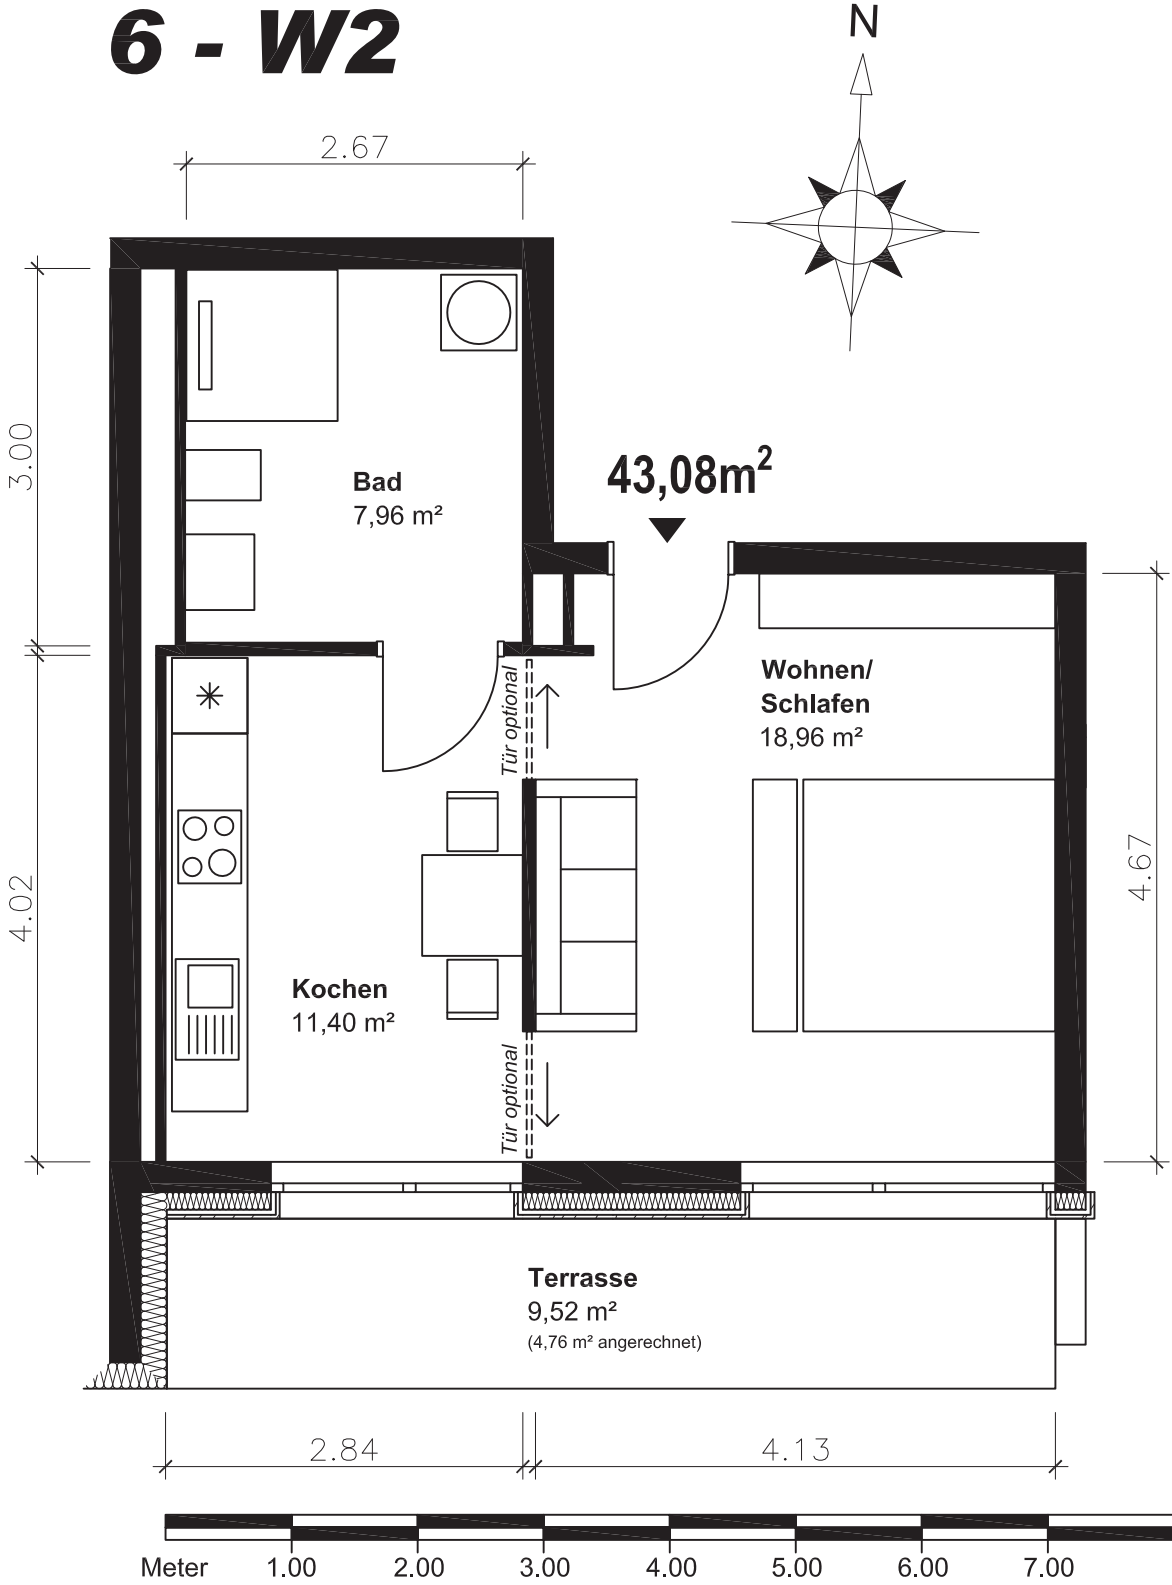 6 - W2
N
2.67
3.00
43,08m²
Bad
7,96 m²
Wohnen/
Schlafen
18,96 m²
Tür optional
4.02
4.67
Kochen
11,40 m²
Tür optional
Terrasse
9,52 m²
(4,76 m² angerechnet)
2.84
4.13
Meter 1.00 2.00 3.00 4.00 5.00 6.00 7.00